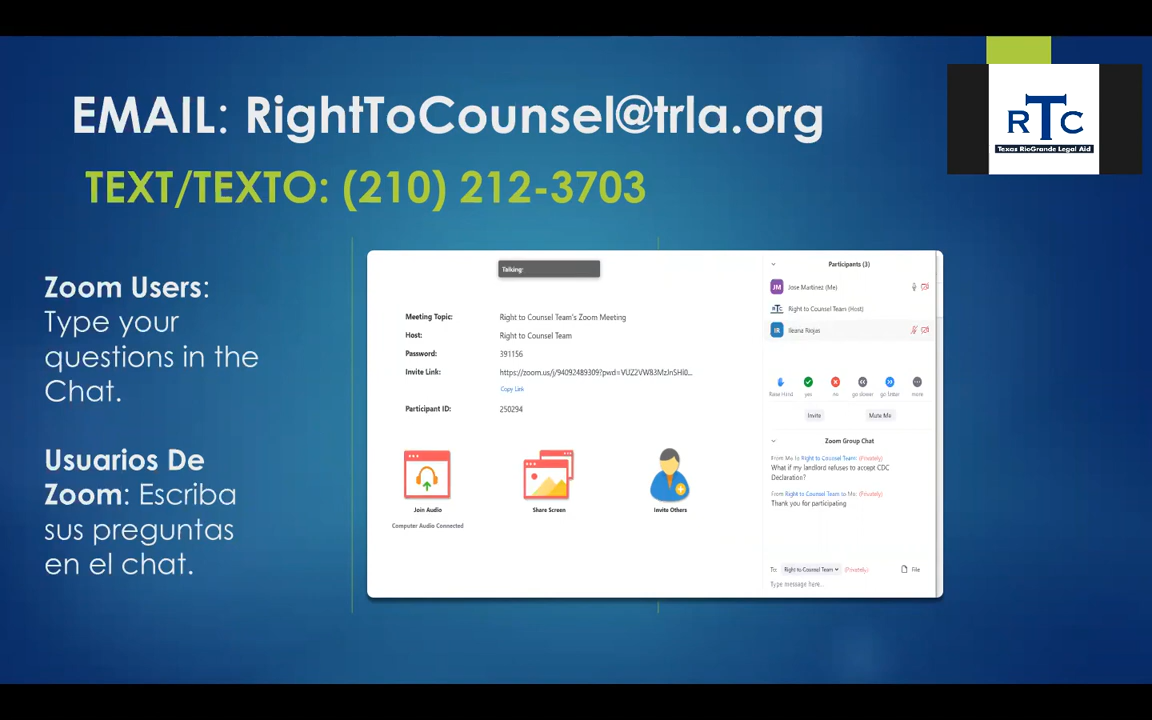 EMAIL: RightToCounsel@trla.org
TEXT/TEXTO: (210) 212-3703
RTC
Texas RioGrande Legal Aid
Zoom Users:
Type your
questions in the
Chat.
Usuarios De
Zoom: Escriba
sus preguntas
en el chat.
Talking:
Meeting Topic: Right to Counsel Team's Zoom Meeting
Host: Right to Counsel Team
Password: 391156
Invite Link:
Copy Link
Participant ID: 250294
Join Audio
Computer Audio Connected
Share Screen
Invite Others
Participants (3)
JM Jose Martinez (Me)
RTC Right to Counsel Team (Host)
IR Ileana Riojas
Raise Hand yes no go slower go faster more
Invite Mute Me
Zoom Group Chat
From Me to Right to Counsel Team: (Privately)
What if my landlord refuses to accept CDC
Declaration?
From Right to Counsel Team to Me: (Privately)
Thank you for participating
To: Right to Counsel Team (Privately) File
Type message here...